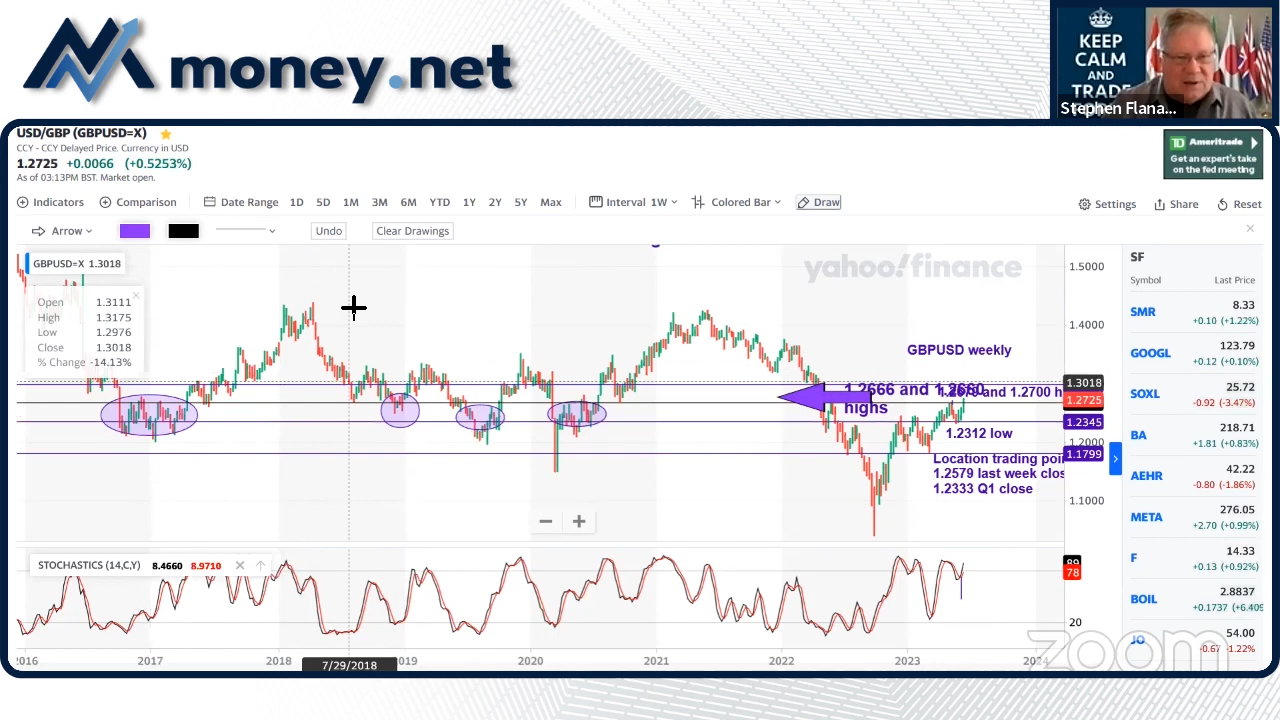 money.net
KEEP
CALM
AND
TRADE
Stephen Flana...
USD/GBP (GBPUSD=X)
CCY - CCY Delayed Price. Currency in USD
1.2725 +0.0066 (+0.5253%)
As of 03:13PM BST. Market open.
TD Ameritrade
Get an expert's take
on the fed meeting
Indicators Comparison Date Range 1D 5D 1M 3M 6M YTD 1Y 2Y 5Y Max Interval 1W Colored Bar Draw Settings Share Reset
Arrow Undo Clear Drawings
GBPUSD=X 1.3018
yahoo!finance
Open 1.3111
High 1.3175
Low 1.2976
Close 1.3018
% Change -14.13%
1.5000
1.4000
GBPUSD weekly
1.3018
1.2666 and 1.2680
highs
1.2679 and 1.2700 h
1.2725
1.2345
1.2312 low
1.2000
1.1799
Location trading poin
1.2579 last week clos
1.2333 Q1 close
1.1000
STOCHASTICS (14,C,Y) 8.4660 8.9710
89
78
20
2016 2017 2018 2019 2020 2021 2022 2023 2024
7/29/2018
SF
Symbol Last Price
SMR 8.33
+0.10 (+1.22%)
GOOGL 123.79
+0.12 (+0.10%)
SOXL 25.72
-0.92 (-3.47%)
BA 218.71
+1.81 (+0.83%)
AEHR 42.22
-0.80 (-1.86%)
META 276.05
+2.70 (+0.99%)
F 14.33
+0.13 (+0.92%)
BOIL 2.8837
+0.1737 (+6.409
JO 54.00
-0.67 -1.22%
zoom